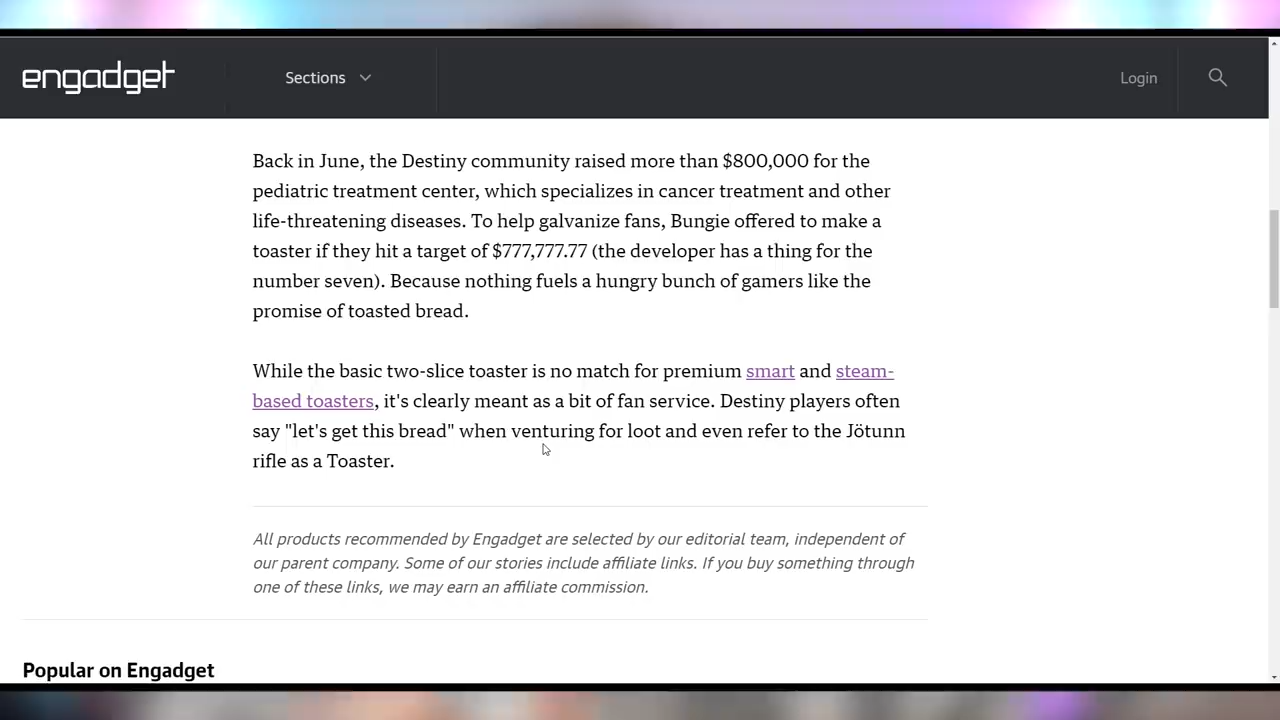 engadget
Sections
Login
Back in June, the Destiny community raised more than $800,000 for the
pediatric treatment center, which specializes in cancer treatment and other
life-threatening diseases. To help galvanize fans, Bungie offered to make a
toaster if they hit a target of $777,777.77 (the developer has a thing for the
number seven). Because nothing fuels a hungry bunch of gamers like the
promise of toasted bread.
While the basic two-slice toaster is no match for premium smart and steam-
based toasters, it's clearly meant as a bit of fan service. Destiny players often
say "let's get this bread" when venturing for loot and even refer to the Jötunn
rifle as a Toaster.
All products recommended by Engadget are selected by our editorial team, independent of
our parent company. Some of our stories include affiliate links. If you buy something through
one of these links, we may earn an affiliate commission.
Popular on Engadget